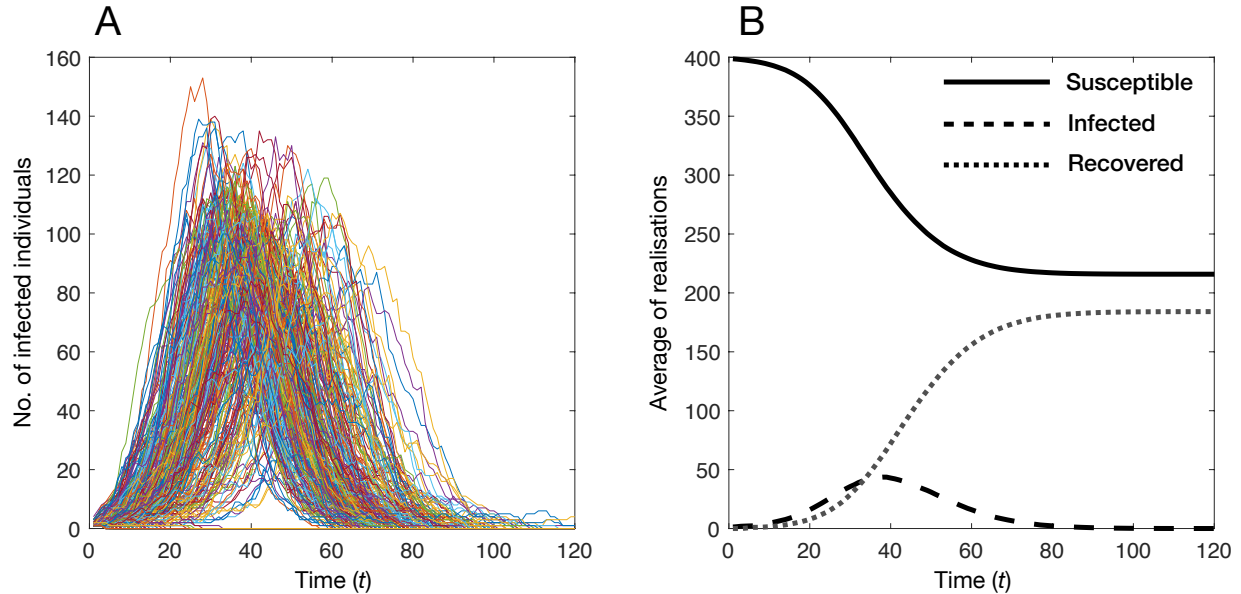 A
No. of infected individuals
160
140
120
100
80
60
40
20
0
0 20 40 60 80 100 120
Time (t)
B
Average of realisations
400
350
300
250
200
150
100
50
0
Susceptible
Infected
Recovered
0 20 40 60 80 100 120
Time (t)